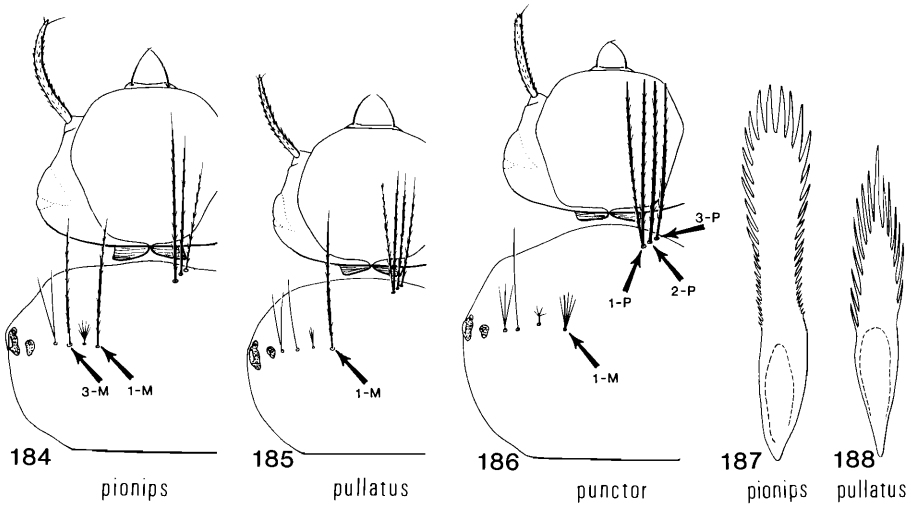 3-M
1-M
184
pionips
1-M
185
pullatus
3-P
1-P
2-P
1-M
186
punctor
187
pionips
188
pullatus